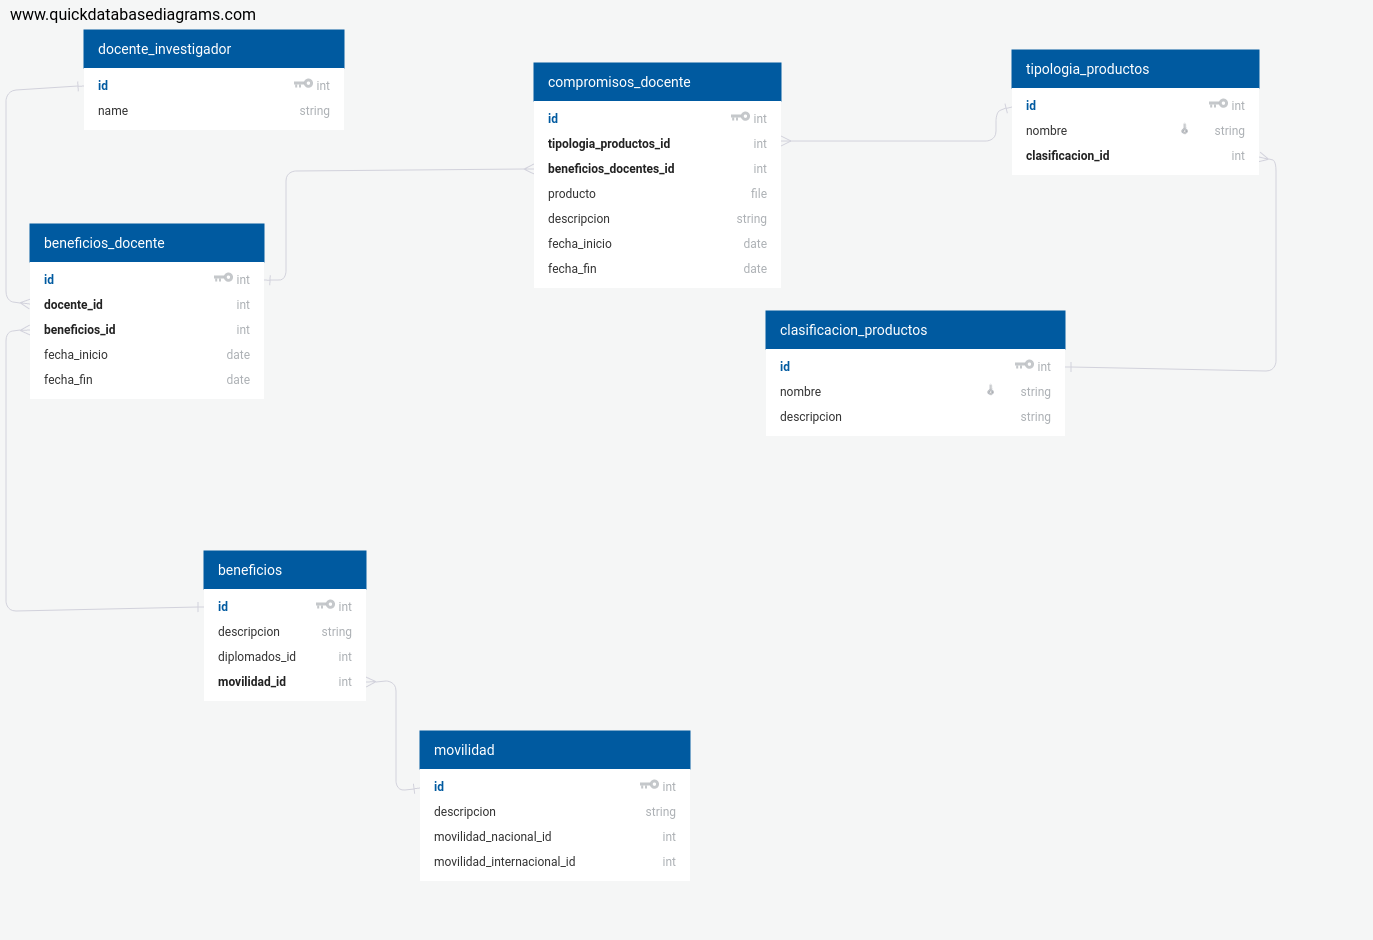 www.quickdatabasediagrams.com
docente_investigador
id int
name string
compromisos_docente
id int
tipologia_productos_id int
beneficios_docentes_id int
producto file
descripcion string
fecha_inicio date
fecha_fin date
tipologia_productos
id int
nombre string
clasificacion_id int
beneficios_docente
id int
docente_id int
beneficios_id int
fecha_inicio date
fecha_fin date
clasificacion_productos
id int
nombre string
descripcion string
beneficios
id int
descripcion string
diplomados_id int
movilidad_id int
movilidad
id int
descripcion string
movilidad_nacional_id int
movilidad_internacional_id int